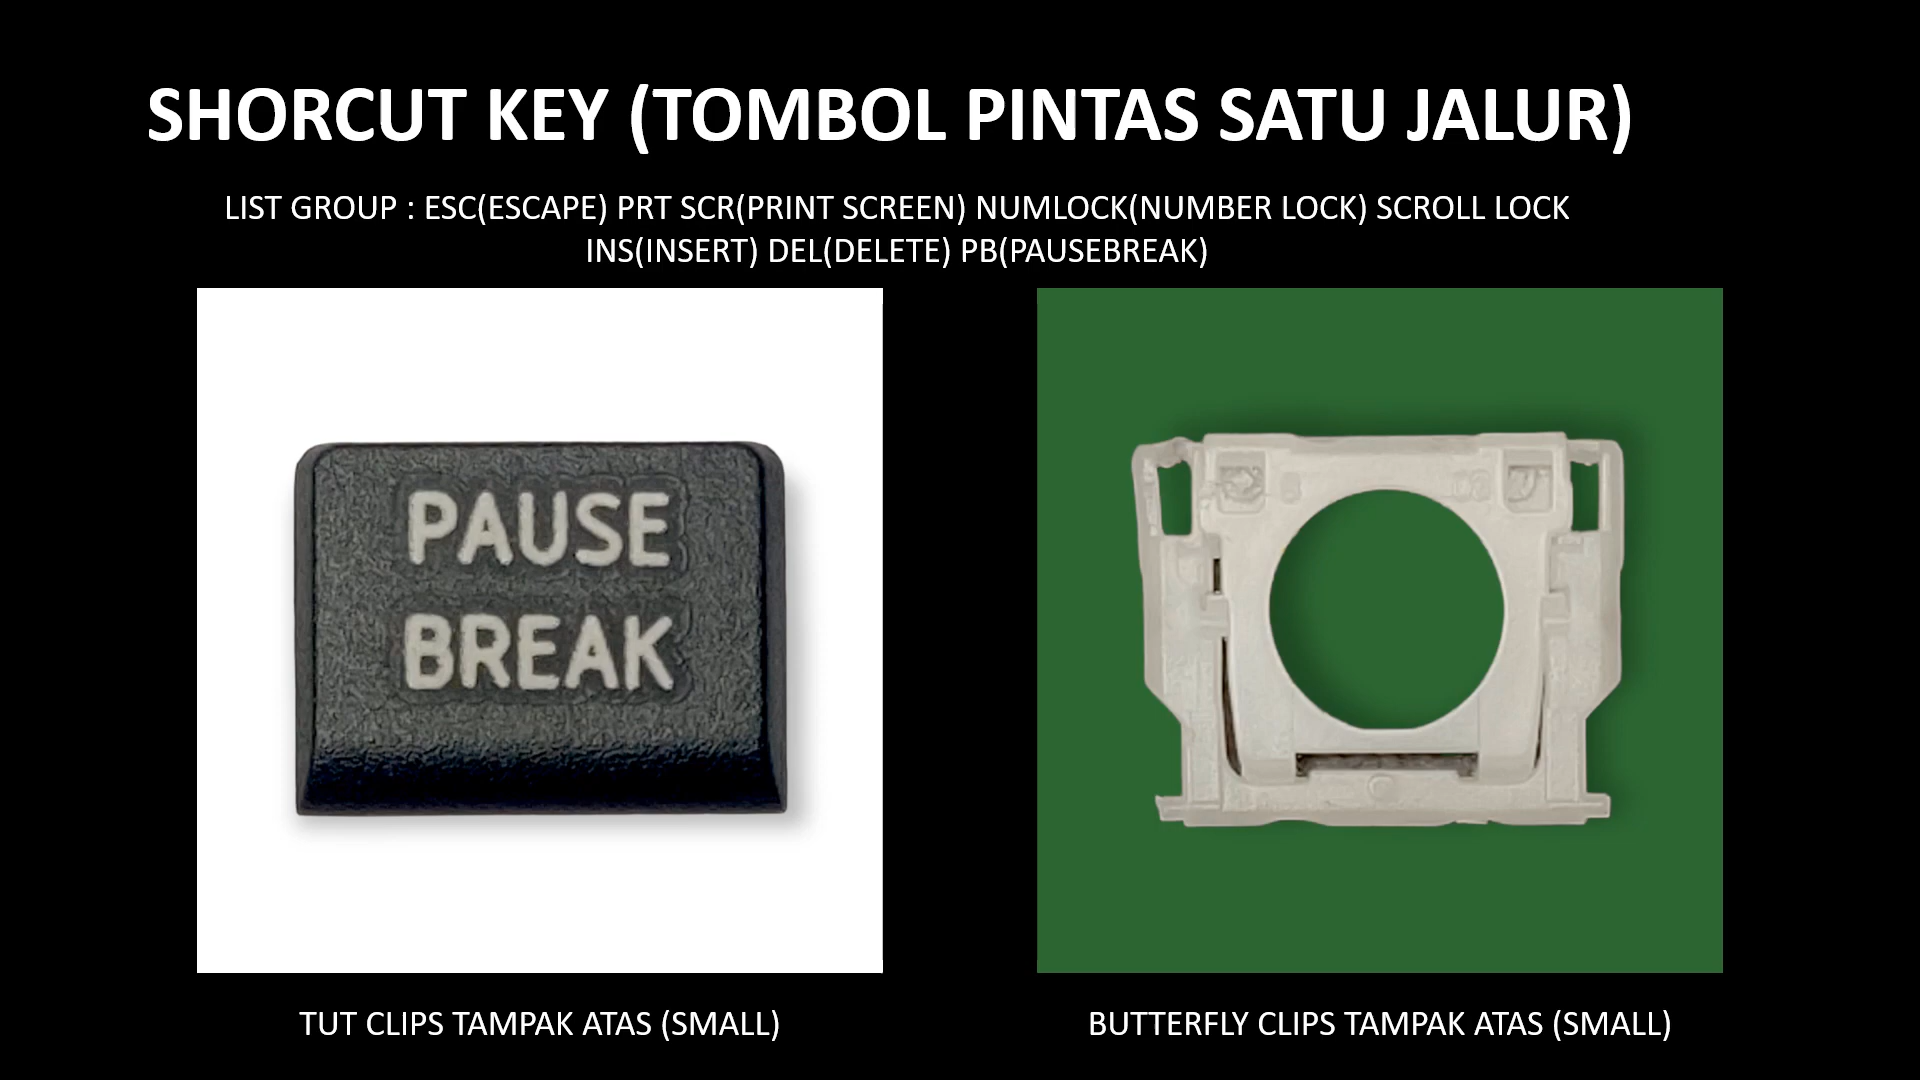 SHORCUT KEY (TOMBOL PINTAS SATU JALUR)
LIST GROUP : ESC(ESCAPE) PRT SCR(PRINT SCREEN) NUMLOCK(NUMBER LOCK) SCROLL LOCK
INS(INSERT) DEL(DELETE) PB(PAUSEBREAK)
PAUSE
BREAK
TUT CLIPS TAMPAK ATAS (SMALL)
BUTTERFLY CLIPS TAMPAK ATAS (SMALL)